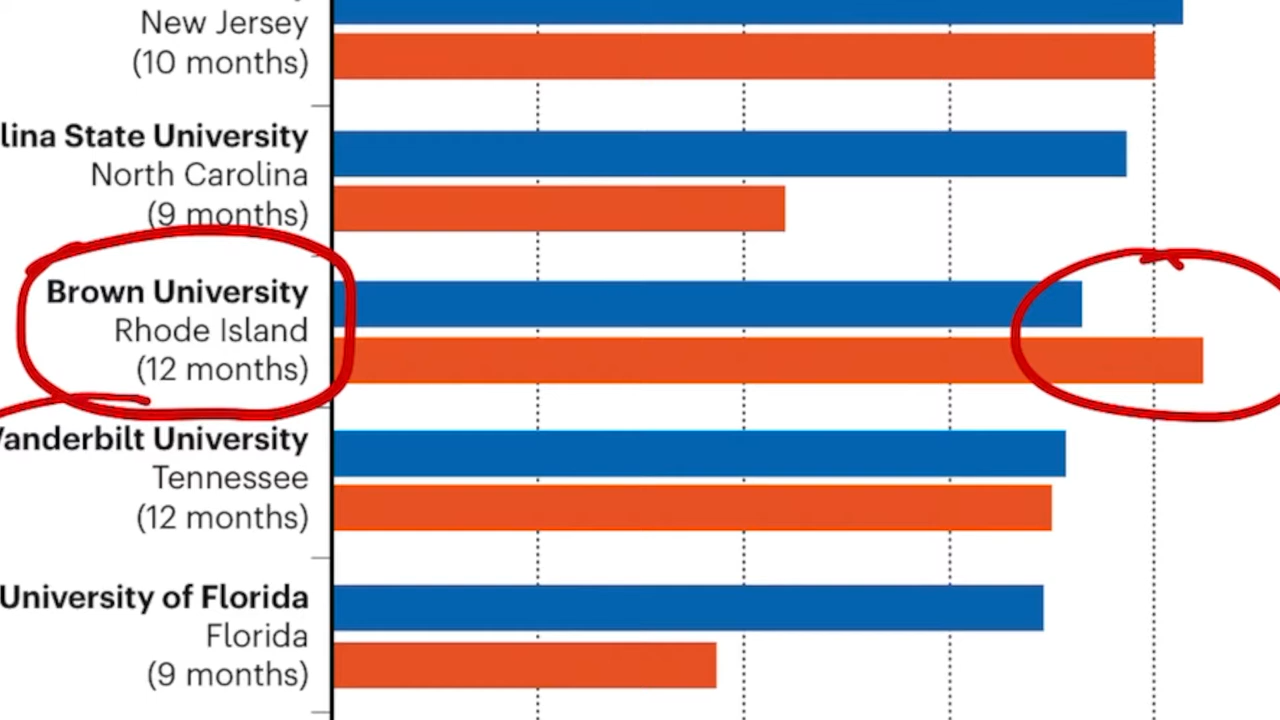 New Jersey
(10 months)
lina State University
North Carolina
(9 months)
Brown University
Rhode Island
(12 months)
Vanderbilt University
Tennessee
(12 months)
University of Florida
Florida
(9 months)